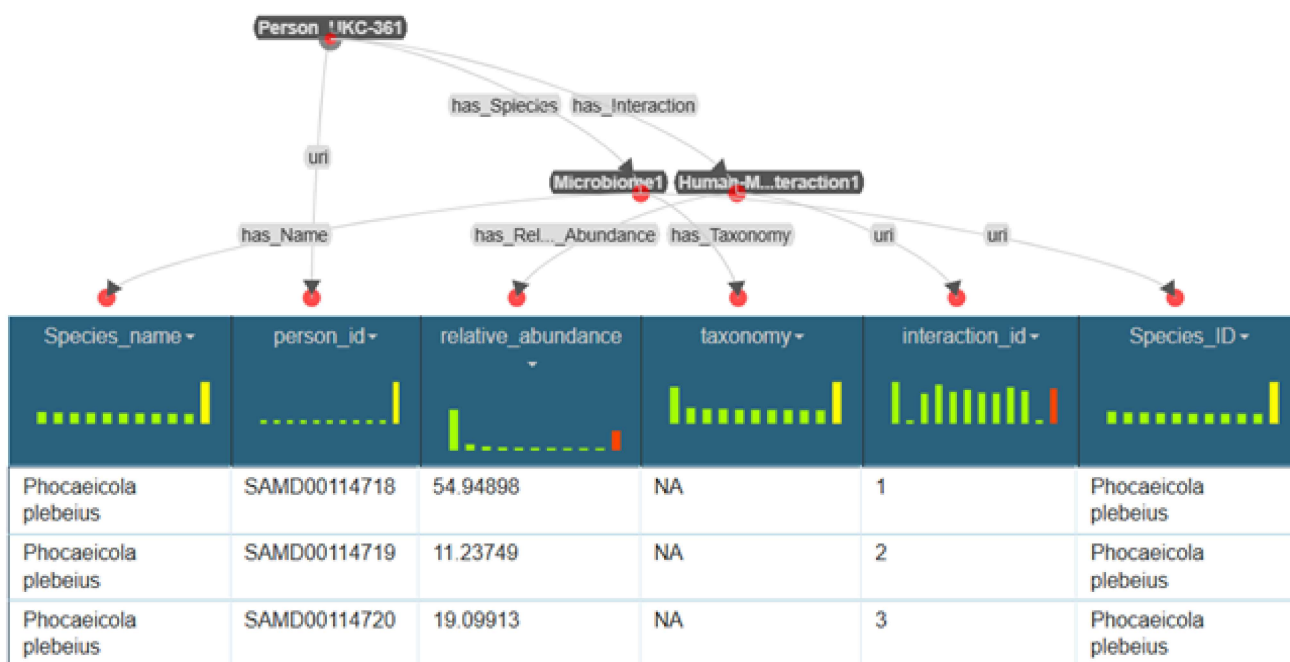 Person_UKC-361
has_Spiecies has_Interaction
uri
Microbiome1 Human-M...teraction1
has_Name has_Rel..._Abundance has_Taxonomy uri uri
Species_name person_id relative_abundance taxonomy interaction_id Species_ID
Phocaeicola SAMD00114718 54.94898 NA 1 Phocaeicola
plebeius plebeius
Phocaeicola SAMD00114719 11.23749 NA 2 Phocaeicola
plebeius plebeius
Phocaeicola SAMD00114720 19.09913 NA 3 Phocaeicola
plebeius plebeius